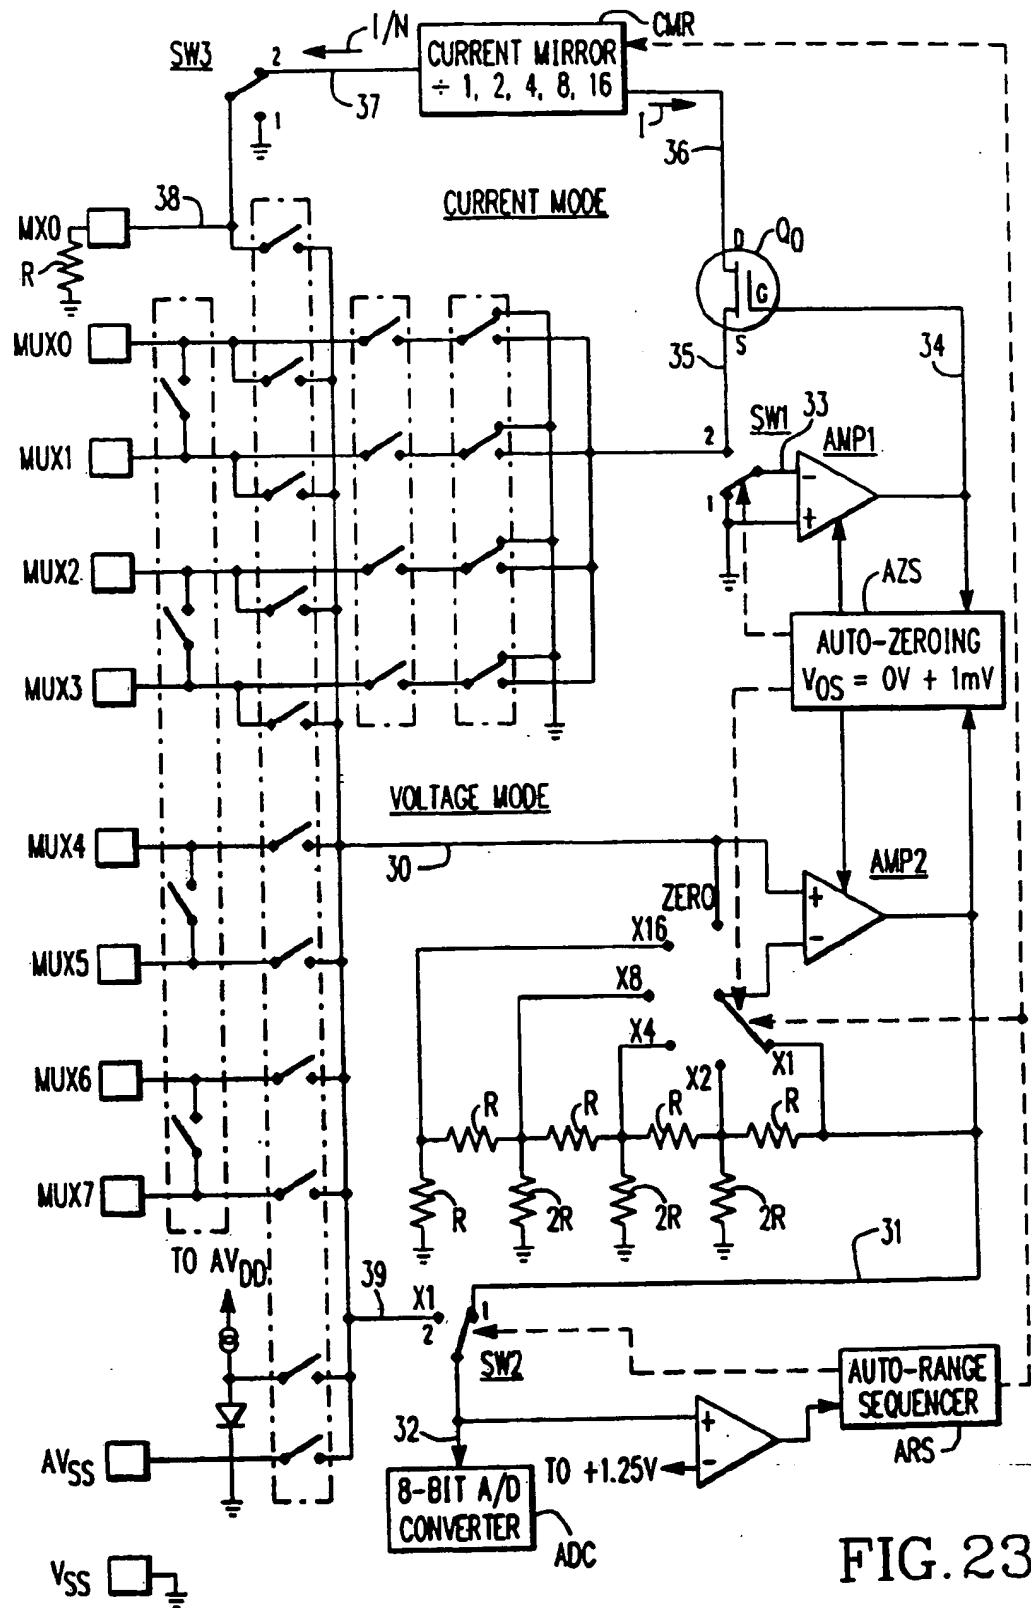 I/N
CMR
SW3
2
CURRENT MIRROR
÷ 1, 2, 4, 8, 16
37
1
I
36
38
CURRENT MODE
MX0
R
D
Q0
G
S
MUX0
35
34
2
SW1
33
AMP1
MUX1
1
-
+
MUX2
AZS
AUTO-ZEROING
VOS = 0V + 1mV
MUX3
VOLTAGE MODE
MUX4
30
AMP2
ZERO
+
-
X16
MUX5
X8
X4
X1
X2
MUX6
R
R
R
R
MUX7
R
2R
2R
2R
TO AVDD
31
39
X1
2
1
SW2
AUTO-RANGE
SEQUENCER
ARS
32
+
-
TO +1.25V
AVSS
8-BIT A/D
CONVERTER
ADC
VSS
FIG. 23